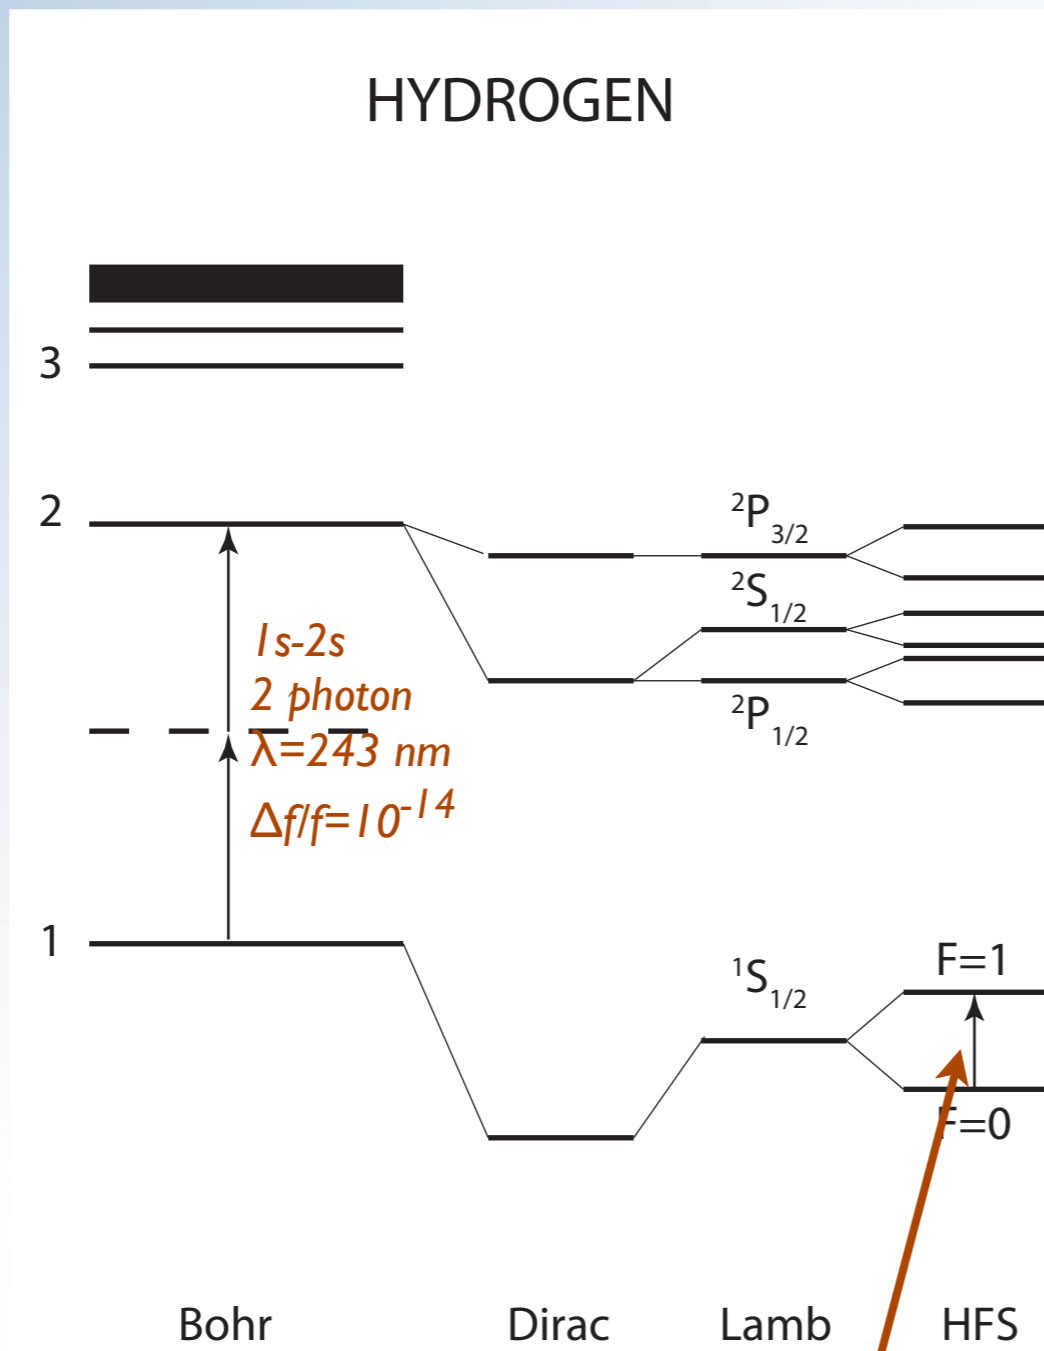 HYDROGEN
3
2
1s-2s
2 photon
λ=243 nm
Δf/f=10⁻¹⁴
1
²P₃/₂
²S₁/₂
²P₁/₂
¹S₁/₂
F=1
F=0
Bohr Dirac Lamb HFS